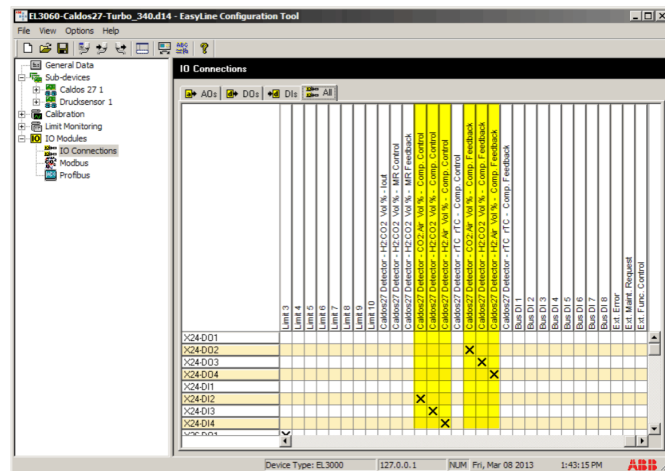 EL3060-Caldos27-Turbo_340.d14 - EasyLine Configuration Tool
File View Options Help
General Data
Sub-devices
Caldos 27 1
Drucksensor 1
Calibration
Limit Monitoring
IO Modules
IO Connections
Modbus
Profibus
IO Connections
AOs
DOs
DIs
All
Limit 3
Limit 4
Limit 5
Limit 6
Limit 7
Limit 8
Limit 9
Limit 10
Caldos27 Detector - H2:CO2 Vol % - Iout
Caldos27 Detector - H2:CO2 Vol % - MR Control
Caldos27 Detector - H2:CO2 Vol % - MR Feedback
Caldos27 Detector - CO2:Air Vol % - Comp. Control
Caldos27 Detector - H2:CO2 Vol % - Comp. Control
Caldos27 Detector - H2:Air Vol % - Comp. Control
Caldos27 Detector - rTC rTC - Comp. Control
Caldos27 Detector - CO2:Air Vol % - Comp. Feedback
Caldos27 Detector - H2:CO2 Vol % - Comp. Feedback
Caldos27 Detector - H2:Air Vol % - Comp. Feedback
Caldos27 Detector - rTC rTC - Comp. Feedback
Bus DI 1
Bus DI 2
Bus DI 3
Bus DI 4
Bus DI 5
Bus DI 6
Bus DI 7
Bus DI 8
Ext. Error
Ext. Maint. Request
Ext. Func. Control
X24-DO1
X24-DO2
X24-DO3
X24-DO4
X24-DI1
X24-DI2
X24-DI3
X24-DI4
Device Type: EL3000 127.0.0.1 NUM Fri, Mar 08 2013 1:43:15 PM ABB